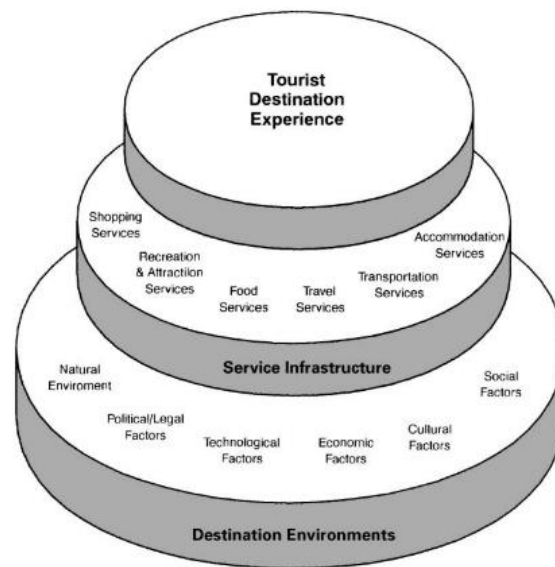 Tourist
Destination
Experience
Shopping
Services
Recreation
& Attractilon
Services
Food
Services
Travel
Services
Transportation
Services
Accommodation
Services
Service Infrastructure
Natural
Enviroment
Political/Legal
Factors
Technological
Factors
Economic
Factors
Cultural
Factors
Social
Factors
Destination Environments